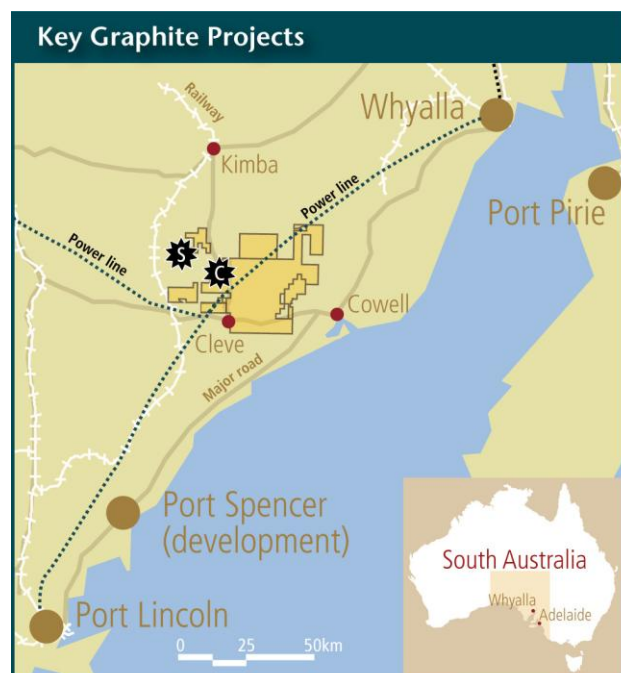 Key Graphite Projects
Railway
Whyalla
Kimba
Port Pirie
Power line
Power line
S
C
Cowell
Cleve
Major road
Port Spencer
(development)
Port Lincoln
0 25 50km
South Australia
Whyalla
Adelaide